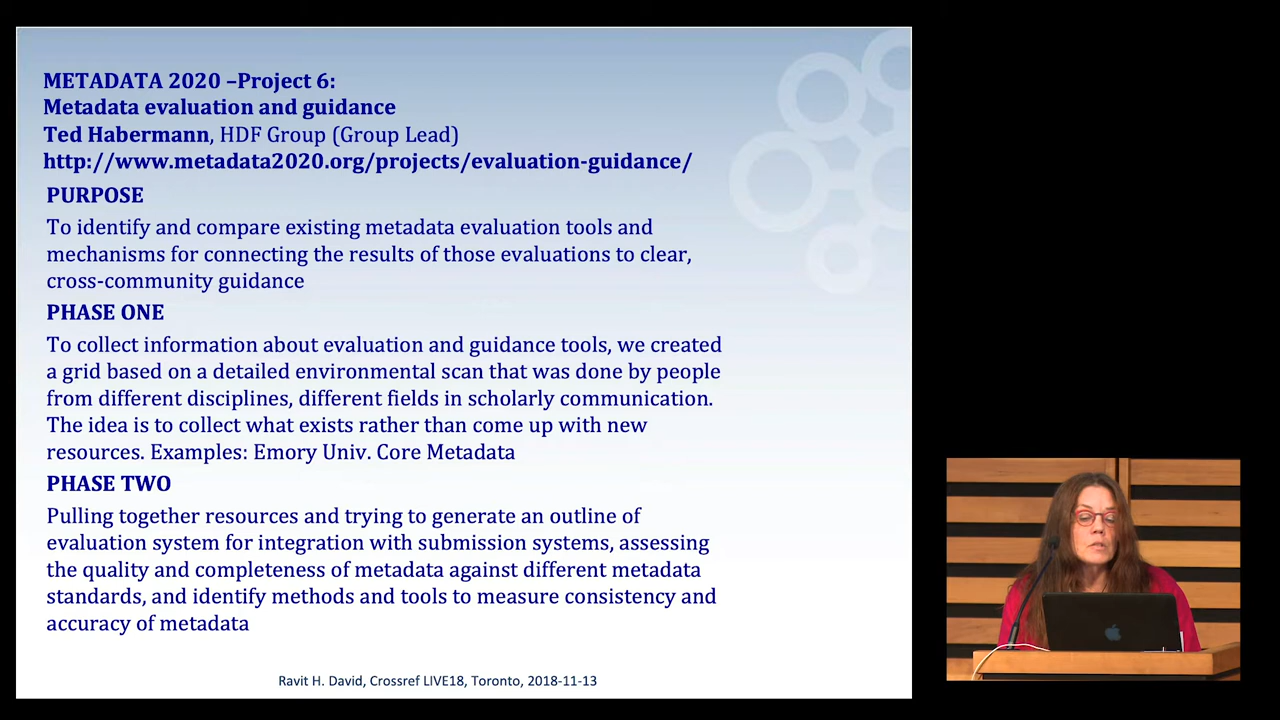 METADATA 2020 –Project 6:
Metadata evaluation and guidance
Ted Habermann, HDF Group (Group Lead)
http://www.metadata2020.org/projects/evaluation-guidance/
PURPOSE
To identify and compare existing metadata evaluation tools and
mechanisms for connecting the results of those evaluations to clear,
cross-community guidance
PHASE ONE
To collect information about evaluation and guidance tools, we created
a grid based on a detailed environmental scan that was done by people
from different disciplines, different fields in scholarly communication.
The idea is to collect what exists rather than come up with new
resources. Examples: Emory Univ. Core Metadata
PHASE TWO
Pulling together resources and trying to generate an outline of
evaluation system for integration with submission systems, assessing
the quality and completeness of metadata against different metadata
standards, and identify methods and tools to measure consistency and
accuracy of metadata
Ravit H. David, Crossref LIVE18, Toronto, 2018-11-13